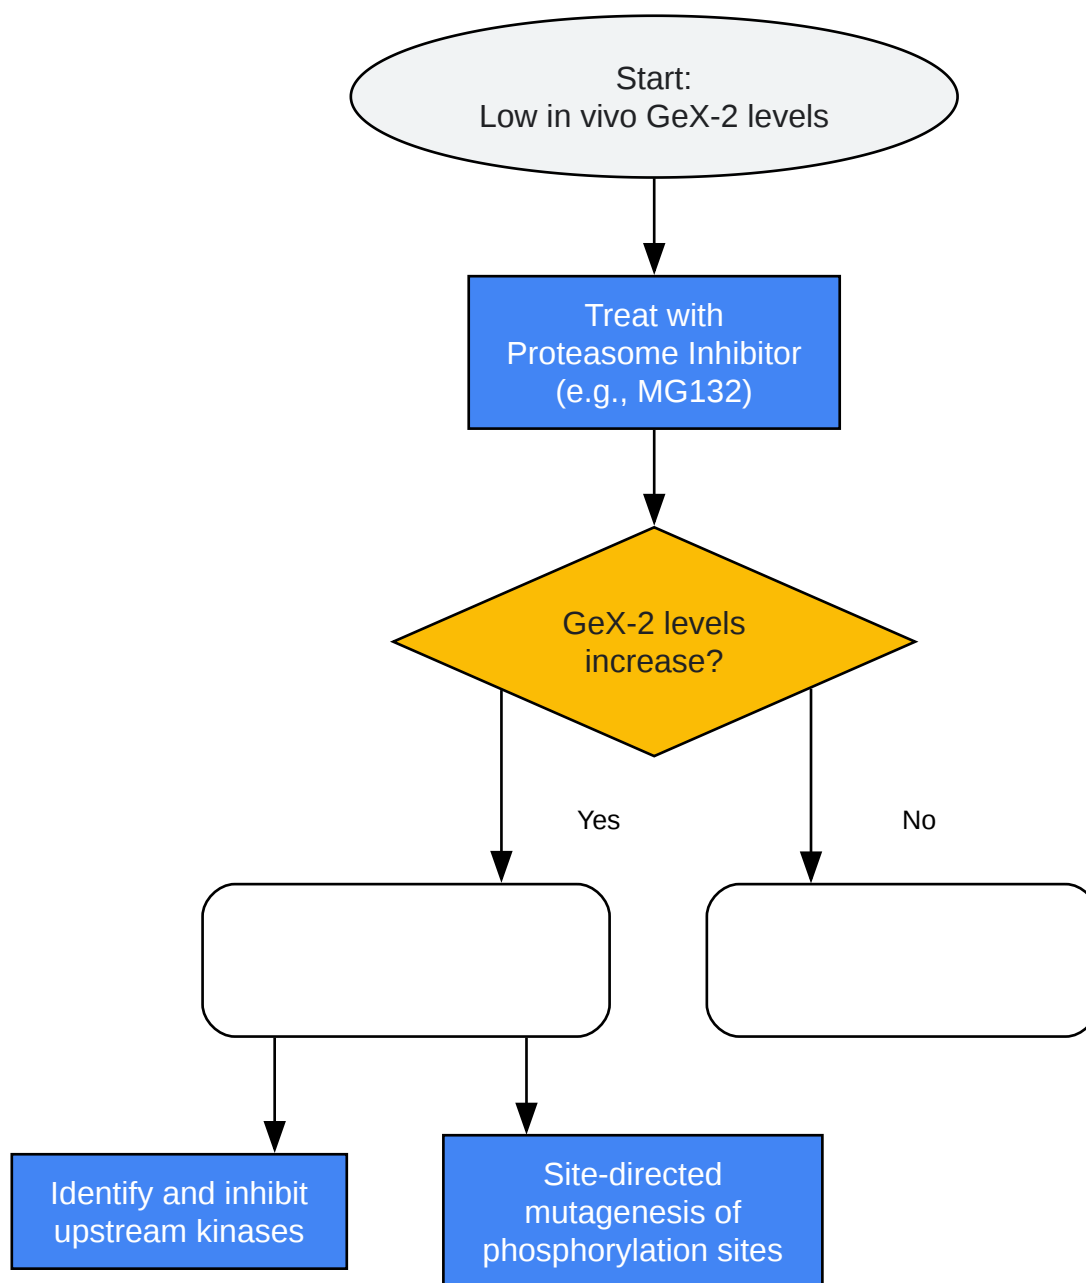 Start:
Low in vivo GeX-2 levels
Treat with
Proteasome Inhibitor
(e.g., MG132)
GeX-2 levels
increase?
Yes
No
Identify and inhibit
upstream kinases
Site-directed
mutagenesis of
phosphorylation sites